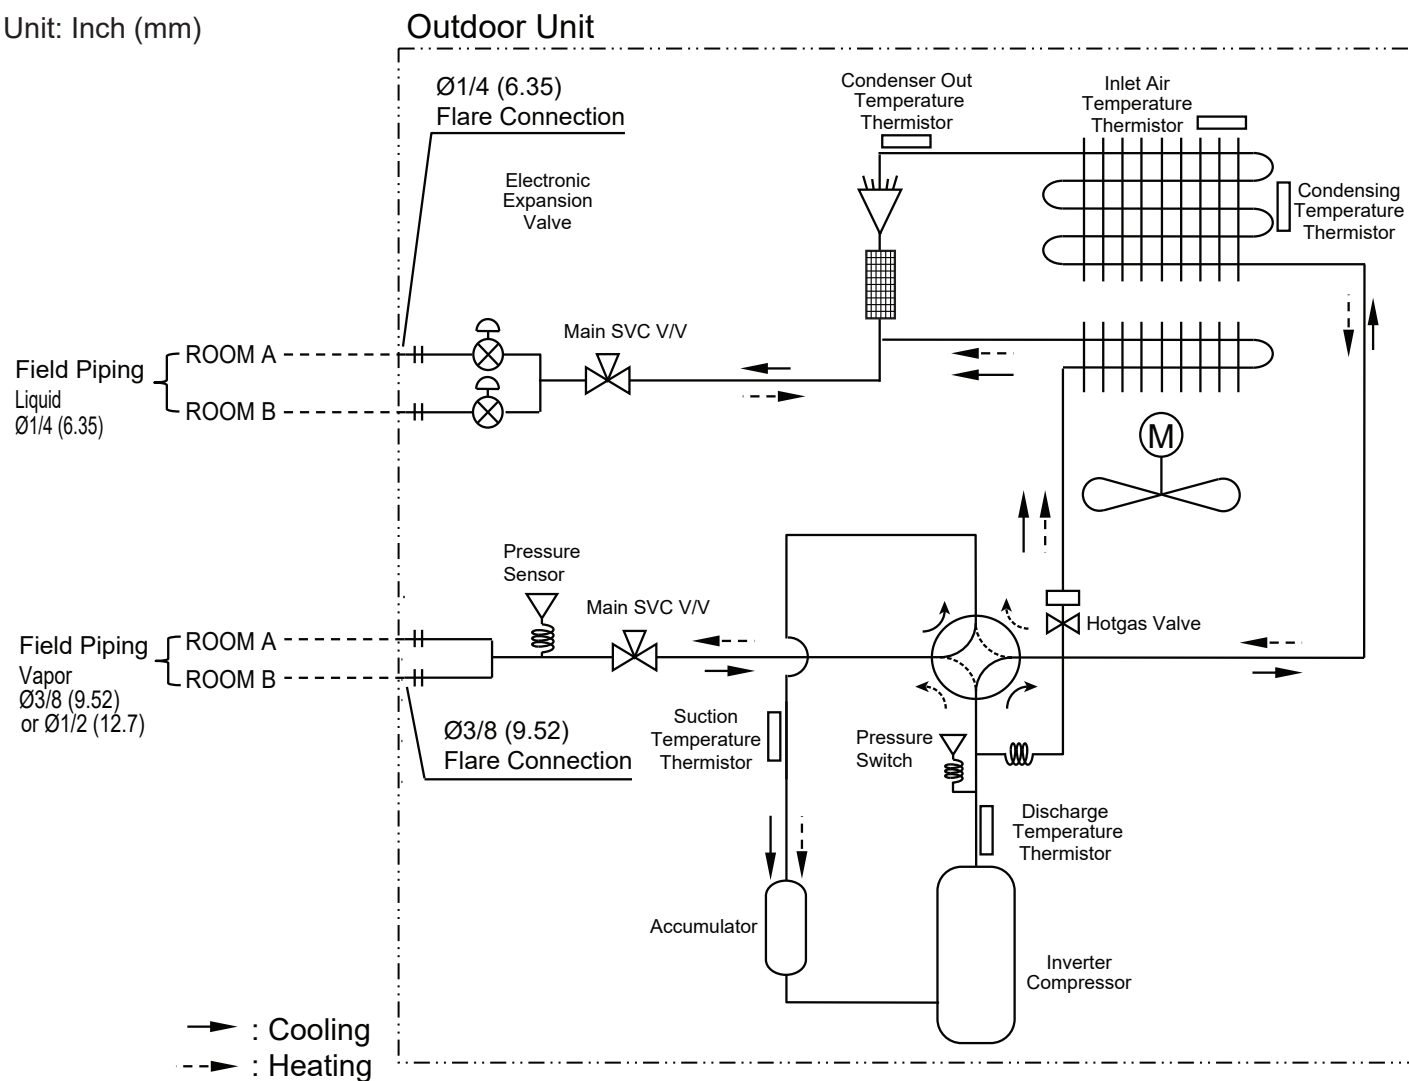 Unit: Inch (mm)
Outdoor Unit
Ø1/4 (6.35)
Flare Connection
Electronic
Expansion
Valve
Condenser Out
Temperature
Thermistor
Inlet Air
Temperature
Thermistor
Condensing
Temperature
Thermistor
Main SVC V/V
Field Piping
Liquid
Ø1/4 (6.35)
ROOM A
ROOM B
M
Pressure
Sensor
Main SVC V/V
Hotgas Valve
Field Piping
Vapor
Ø3/8 (9.52)
or Ø1/2 (12.7)
ROOM A
ROOM B
Ø3/8 (9.52)
Flare Connection
Suction
Temperature
Thermistor
Pressure
Switch
Discharge
Temperature
Thermistor
Accumulator
Inverter
Compressor
: Cooling
: Heating